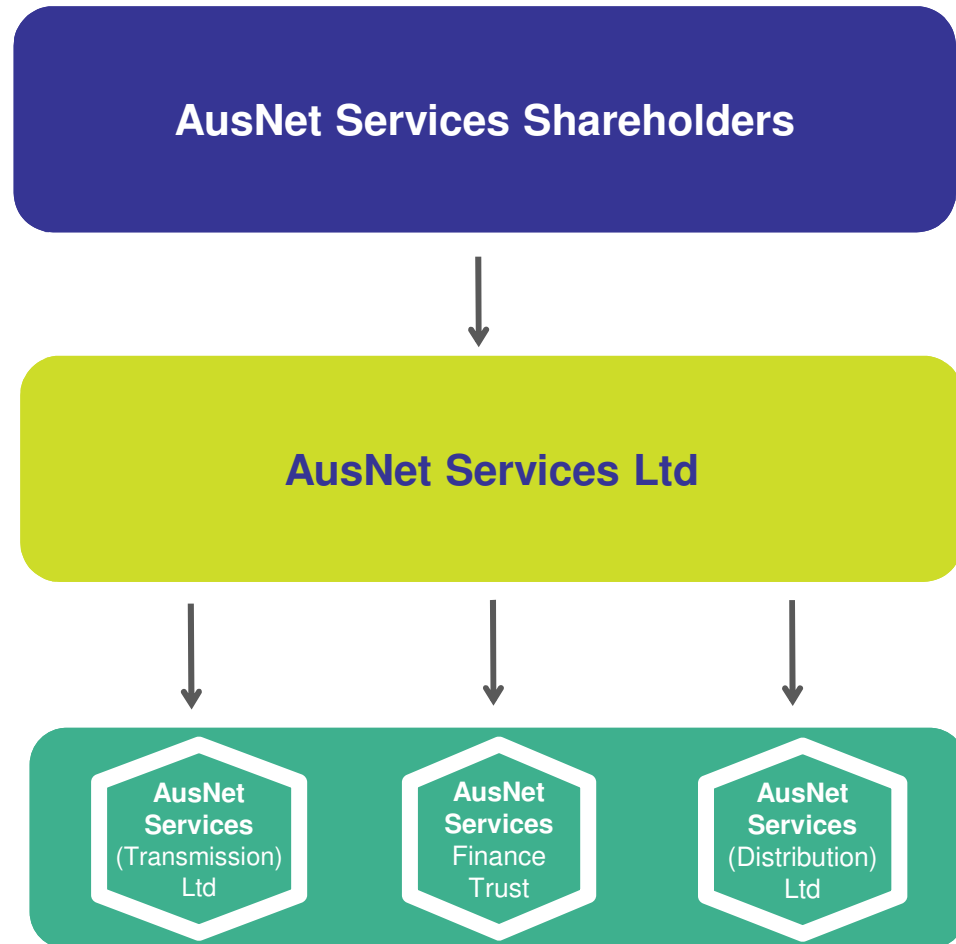 AusNet Services Shareholders
AusNet Services Ltd
AusNet
Services
(Transmission)
Ltd
AusNet
Services
Finance
Trust
AusNet
Services
(Distribution)
Ltd